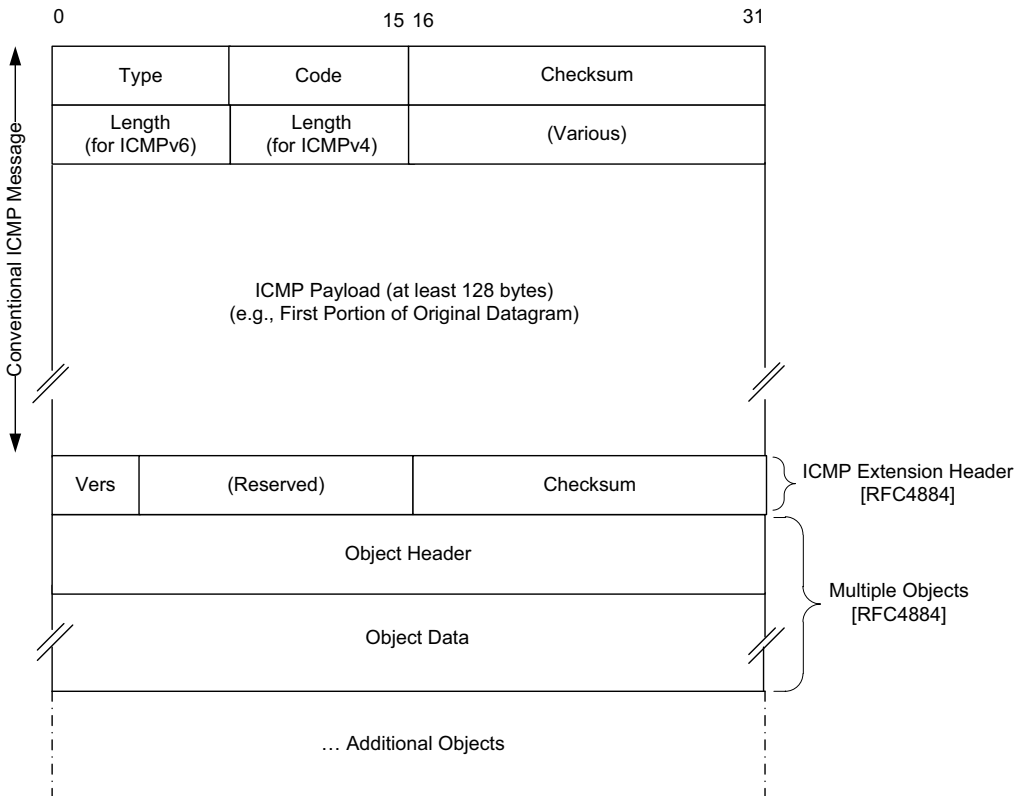 0 15 16 31
Type Code Checksum
Length
(for ICMPv6)
Length
(for ICMPv4)
(Various)
Conventional ICMP Message
ICMP Payload (at least 128 bytes)
(e.g., First Portion of Original Datagram)
Vers (Reserved) Checksum
ICMP Extension Header
[RFC4884]
Object Header
Multiple Objects
[RFC4884]
Object Data
… Additional Objects